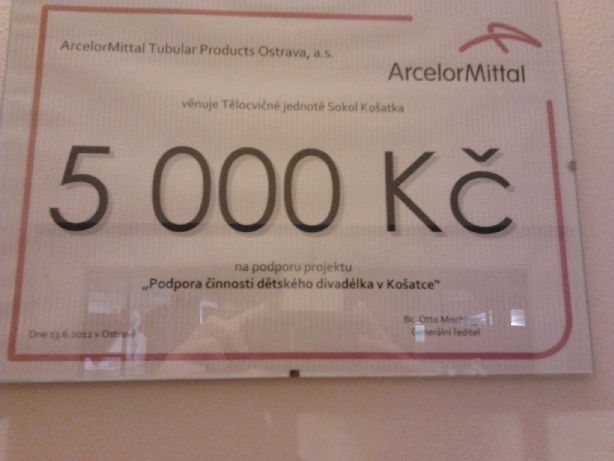 ArcelorMittal Tubular Products Ostrava, a.s.
ArcelorMittal
věnuje Tělocvičné jednotě Sokol Košatka
5 000 Kč
na podporu projektu
„Podpora činnosti dětského divadélka v Košatce“
Bc. Otto
Generální ředitel
Dne 13.6.2012 v Ostravě